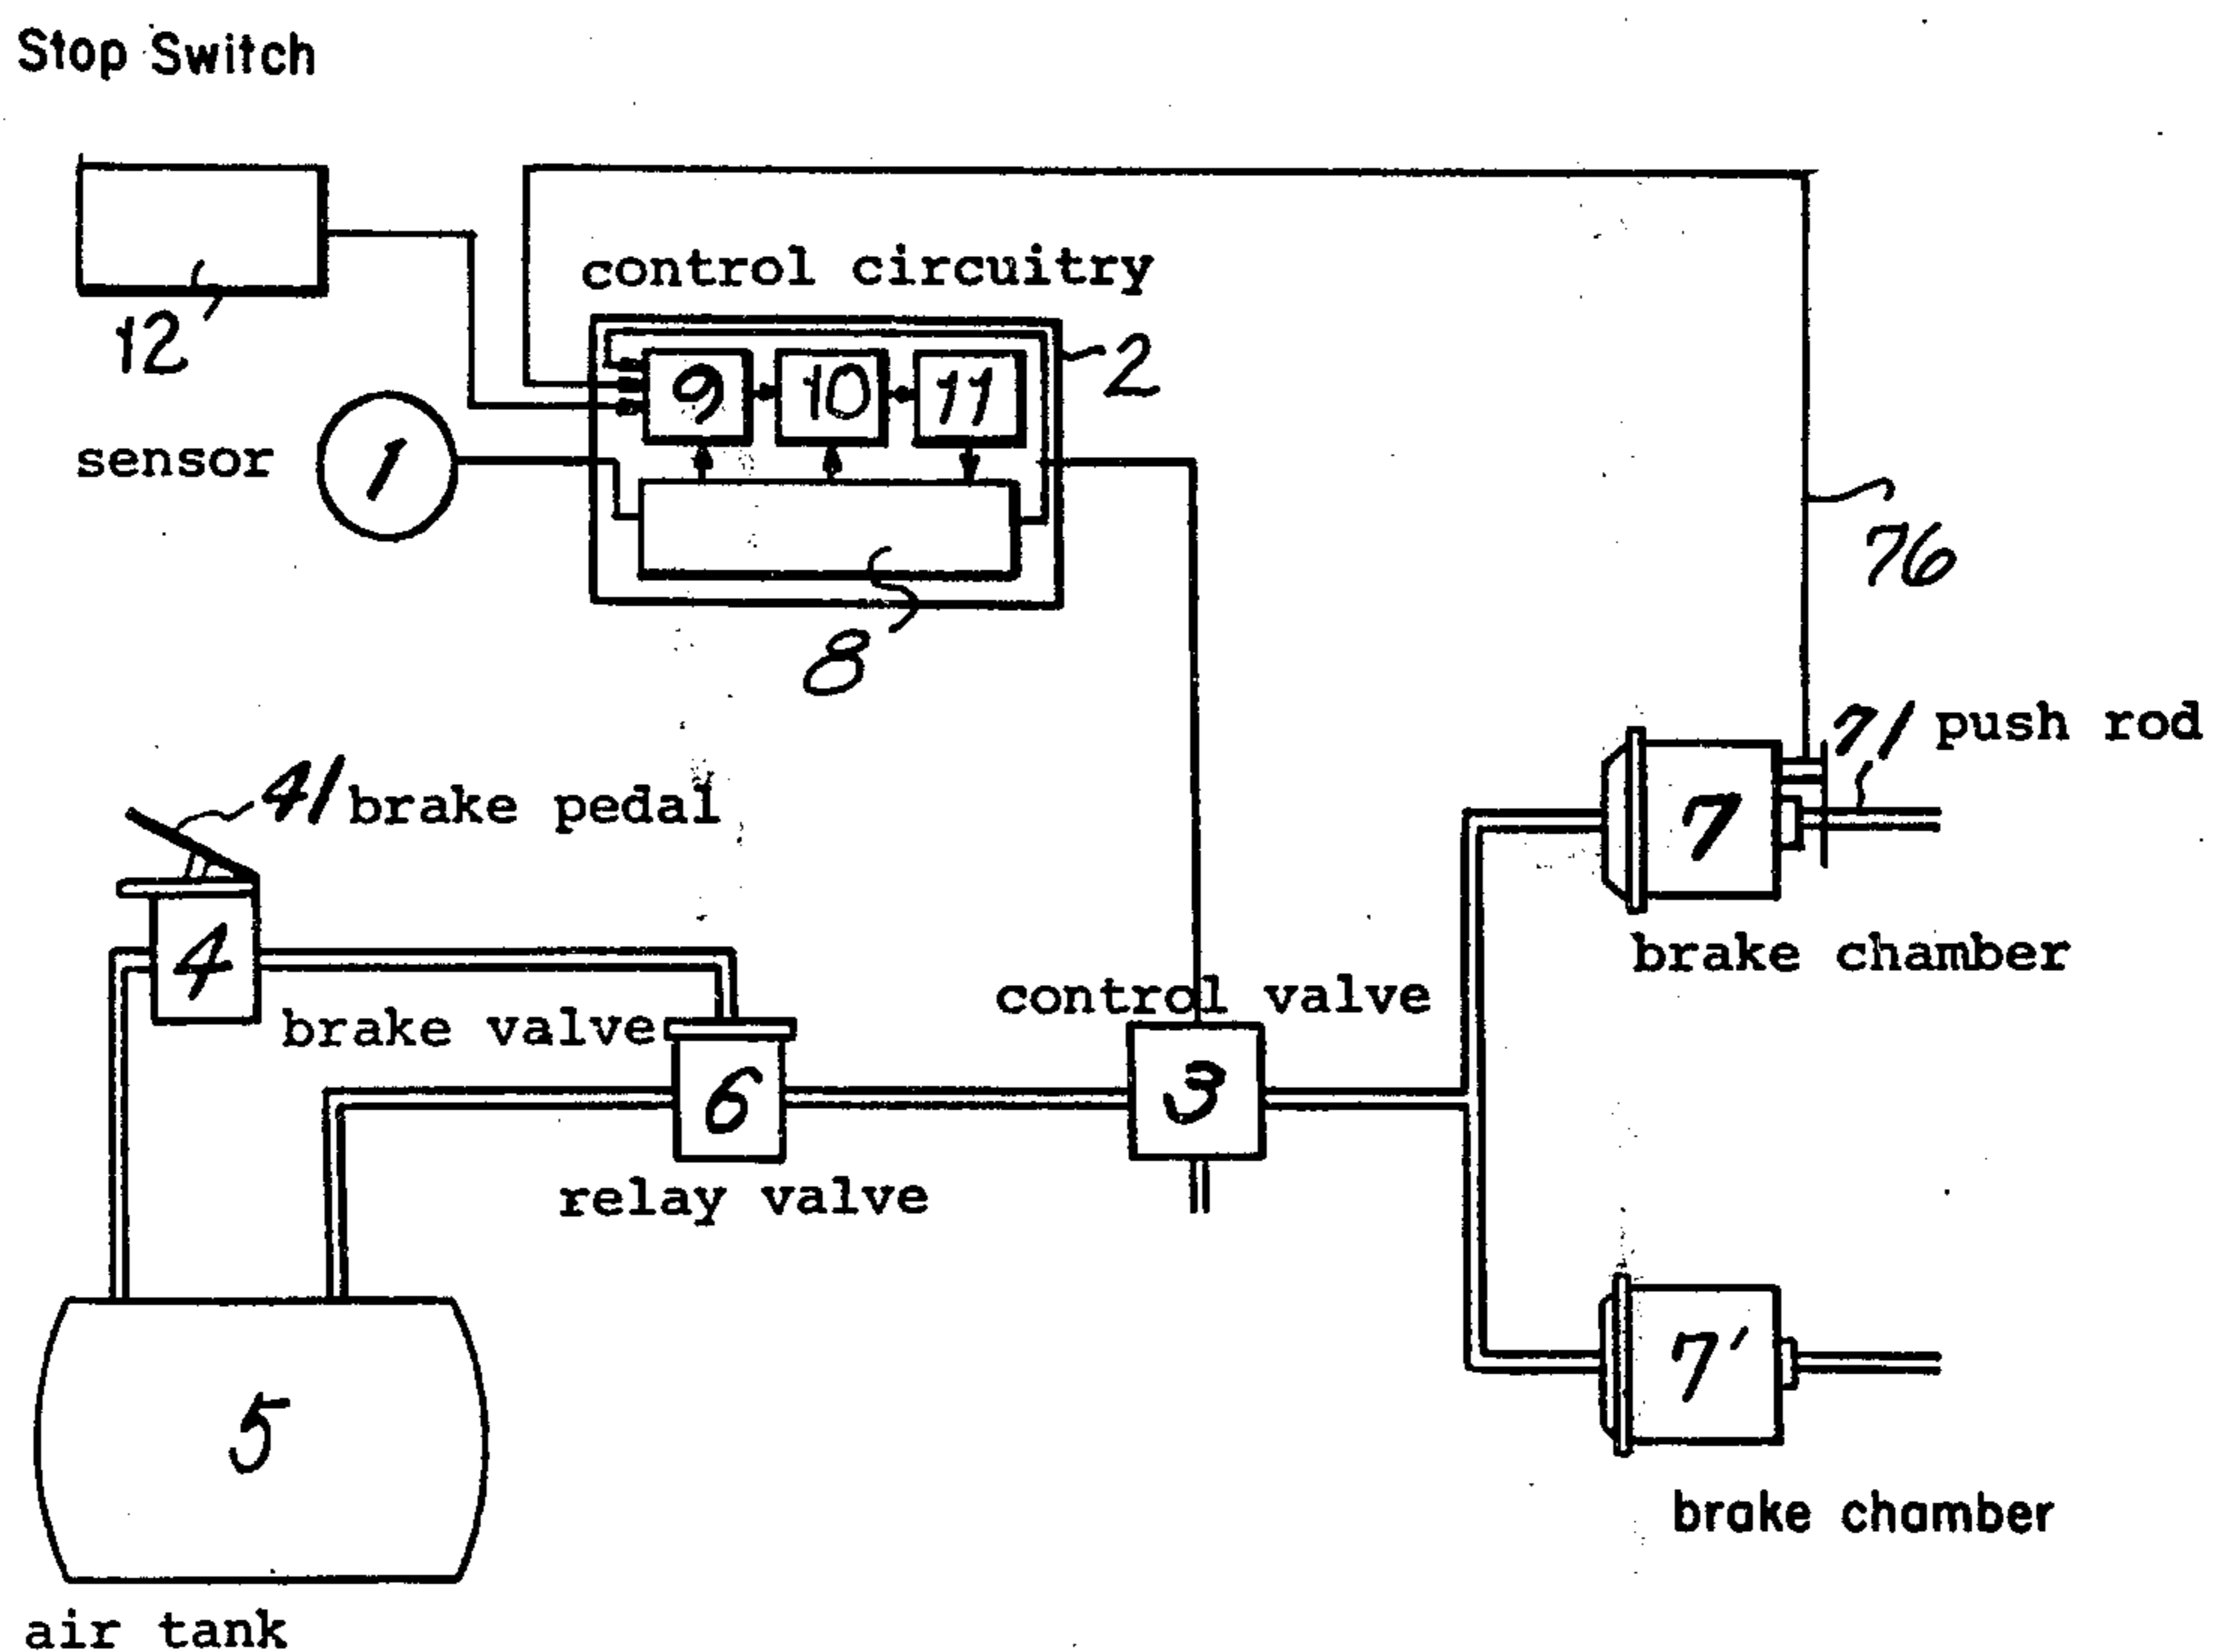 Stop Switch
12
control circuitry
2
9 10 11
sensor
1
8
76
71 push rod
41 brake pedal
7
4
brake chamber
brake valve
control valve
6
3
relay valve
7'
5
brake chamber
air tank